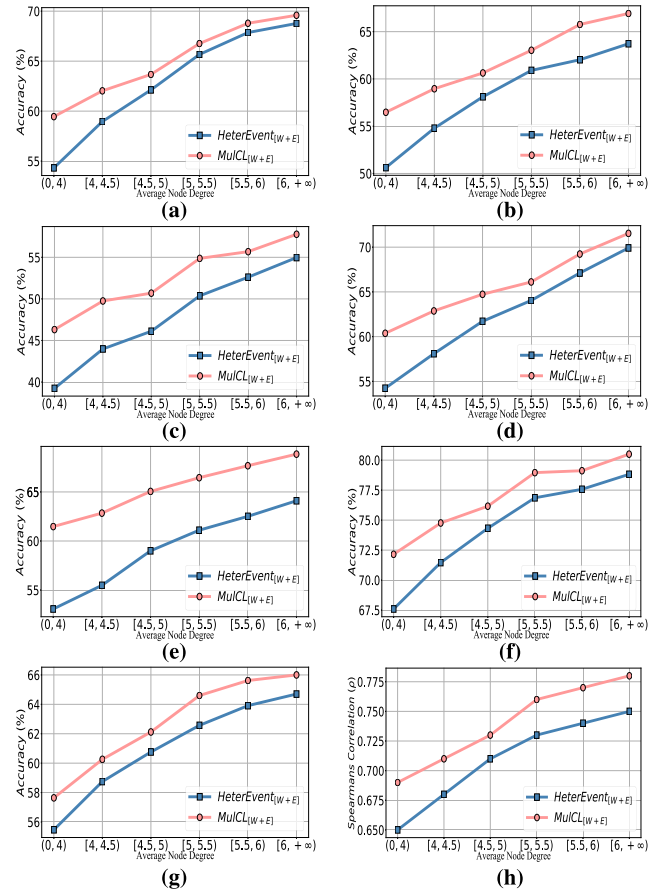 Accuracy (%)
70
65
60
55
HeterEvent[W+E]
MulCL[W+E]
(0, 4) [4, 4.5) [4.5, 5) [5, 5.5) [5.5, 6) [6, + ∞)
Average Node Degree
(a)
Accuracy (%)
65
60
55
50
HeterEvent[W+E]
MulCL[W+E]
(0, 4) [4, 4.5) [4.5, 5) [5, 5.5) [5.5, 6) [6, + ∞)
Average Node Degree
(b)
Accuracy (%)
55
50
45
40
HeterEvent[W+E]
MulCL[W+E]
(0, 4) [4, 4.5) [4.5, 5) [5, 5.5) [5.5, 6) [6, + ∞)
Average Node Degree
(c)
Accuracy (%)
70
65
60
55
HeterEvent[W+E]
MulCL[W+E]
(0, 4) [4, 4.5) [4.5, 5) [5, 5.5) [5.5, 6) [6, + ∞)
Average Node Degree
(d)
Accuracy (%)
65
60
55
HeterEvent[W+E]
MulCL[W+E]
(0, 4) [4, 4.5) [4.5, 5) [5, 5.5) [5.5, 6) [6, + ∞)
Average Node Degree
(e)
Accuracy (%)
80.0
77.5
75.0
72.5
70.0
67.5
HeterEvent[W+E]
MulCL[W+E]
(0, 4) [4, 4.5) [4.5, 5) [5, 5.5) [5.5, 6) [6, + ∞)
Average Node Degree
(f)
Accuracy (%)
66
64
62
60
58
56
HeterEvent[W+E]
MulCL[W+E]
(0, 4) [4, 4.5) [4.5, 5) [5, 5.5) [5.5, 6) [6, + ∞)
Average Node Degree
(g)
Spearmans Correlation (ρ)
0.775
0.750
0.725
0.700
0.675
0.650
HeterEvent[W+E]
MulCL[W+E]
(0, 4) [4, 4.5) [4.5, 5) [5, 5.5) [5.5, 6) [6, + ∞)
Average Node Degree
(h)